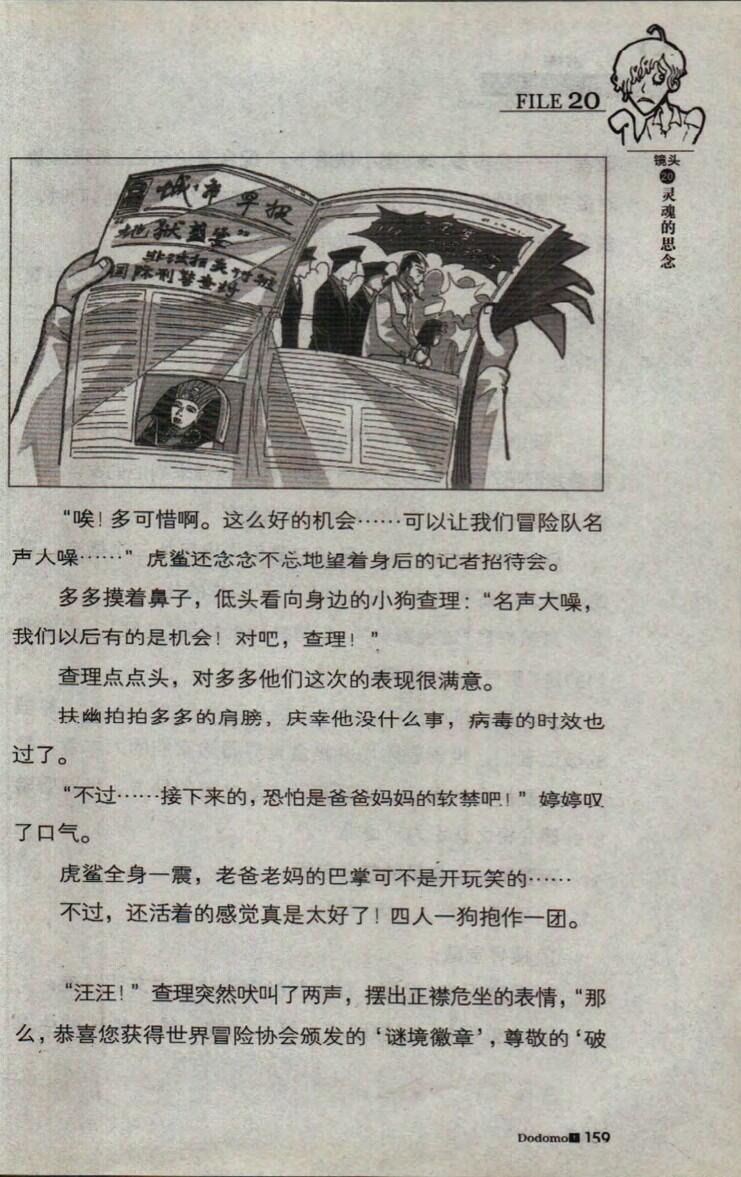 FILE 20
镜头
20
灵魂的思念
城市早报
“地狱盛宴”
国际刑警查封
“唉！多可惜啊。这么好的机会……可以让我们冒险队名
声大噪……”虎鲨还念念不忘地望着身后的记者招待会。
多多摸着鼻子，低头看向身边的小狗查理：“名声大噪，
我们以后有的是机会！对吧，查理！”
查理点点头，对多多他们这次的表现很满意。
扶幽拍拍多多的肩膀，庆幸他没什么事，病毒的时效也
过了。
“不过……接下来的，恐怕是爸爸妈妈的软禁吧！”婷婷叹
了口气。
虎鲨全身一震，老爸老妈的巴掌可不是开玩笑的……
不过，还活着的感觉真是太好了！四人一狗抱作一团。
“汪汪！”查理突然吠叫了两声，摆出正襟危坐的表情，“那
么，恭喜您获得世界冒险协会颁发的‘谜境徽章’，尊敬的‘破
Dodomo 1 159